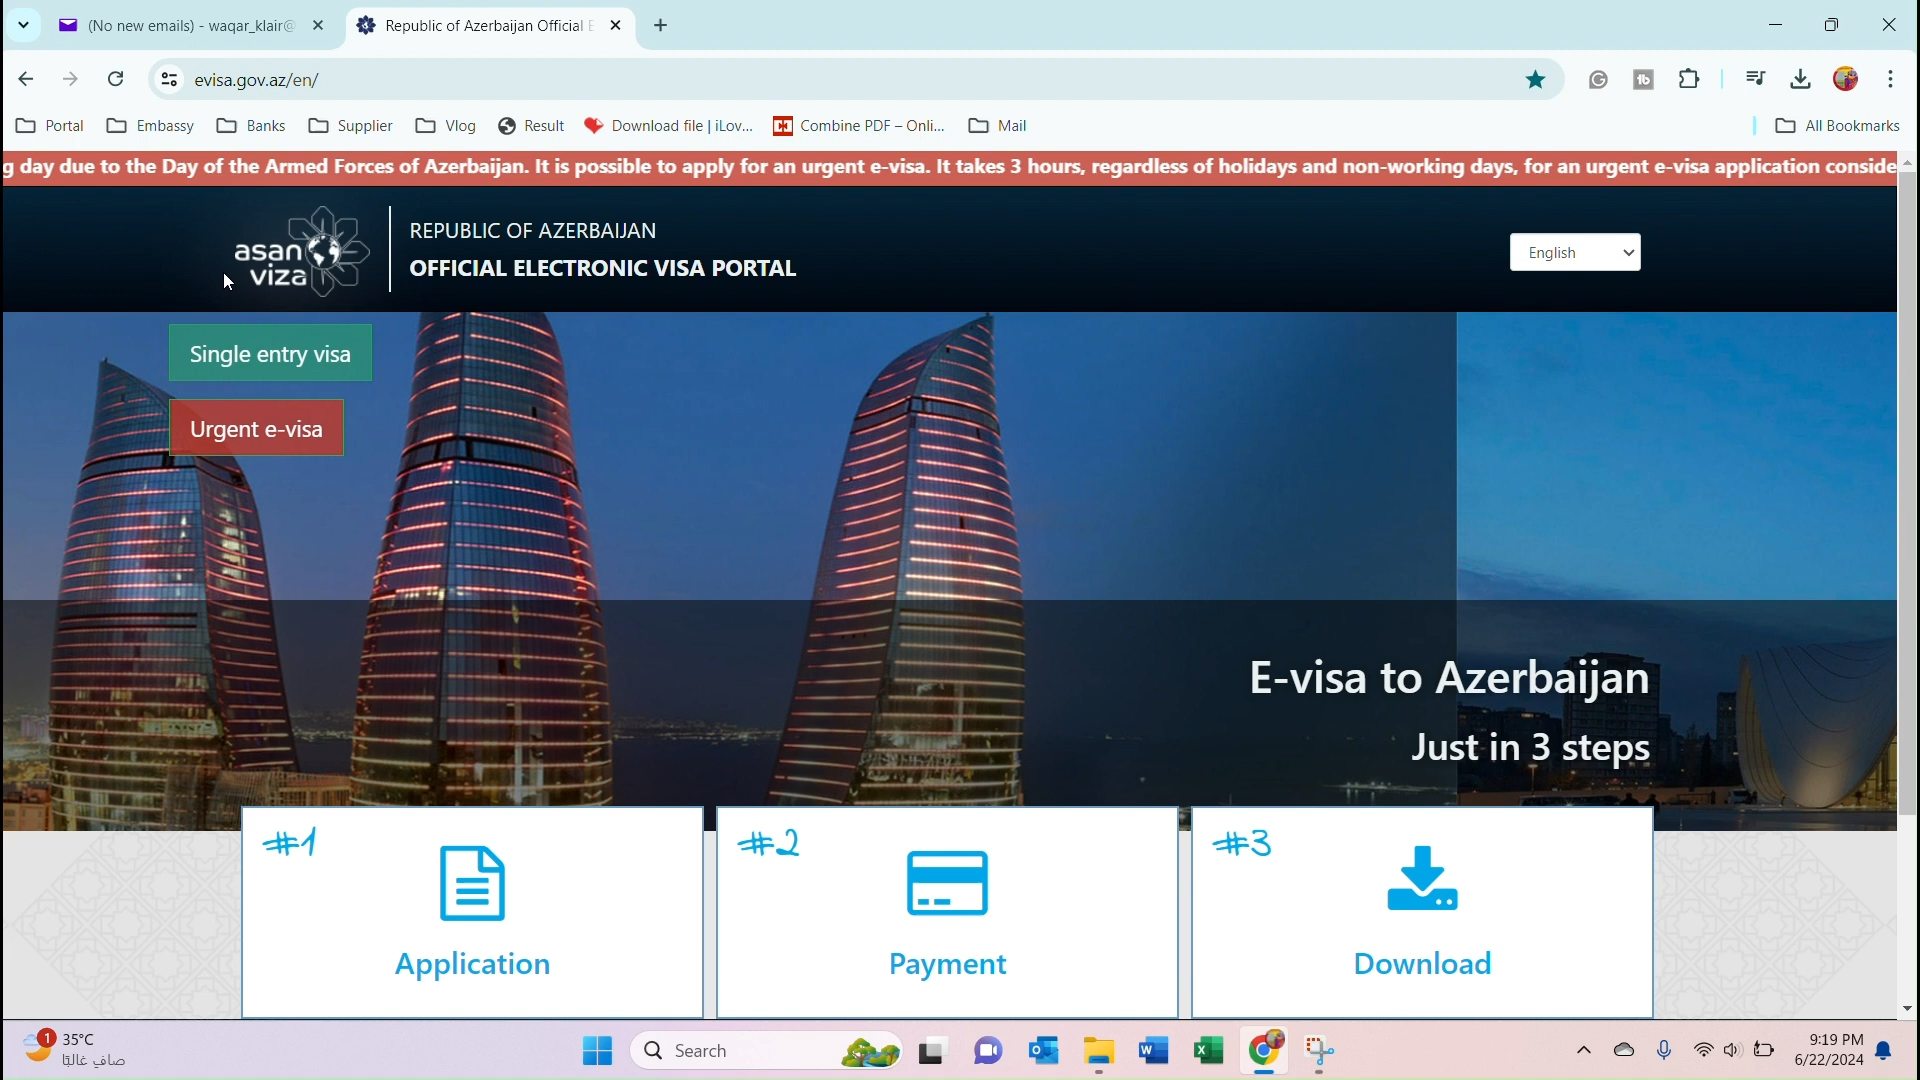 (No new emails) - waqar_klair@
Republic of Azerbaijan Official E
evisa.gov.az/en/
Portal
Embassy
Banks
Supplier
Vlog
Result
Download file | iLov...
Combine PDF – Onli...
Mail
All Bookmarks
g day due to the Day of the Armed Forces of Azerbaijan. It is possible to apply for an urgent e-visa. It takes 3 hours, regardless of holidays and non-working days, for an urgent e-visa application conside
asan
viza
REPUBLIC OF AZERBAIJAN
OFFICIAL ELECTRONIC VISA PORTAL
English
Single entry visa
Urgent e-visa
E-visa to Azerbaijan
Just in 3 steps
#1
Application
#2
Payment
#3
Download
1
35°C
صافٍ غالبًا
Search
9:19 PM
6/22/2024